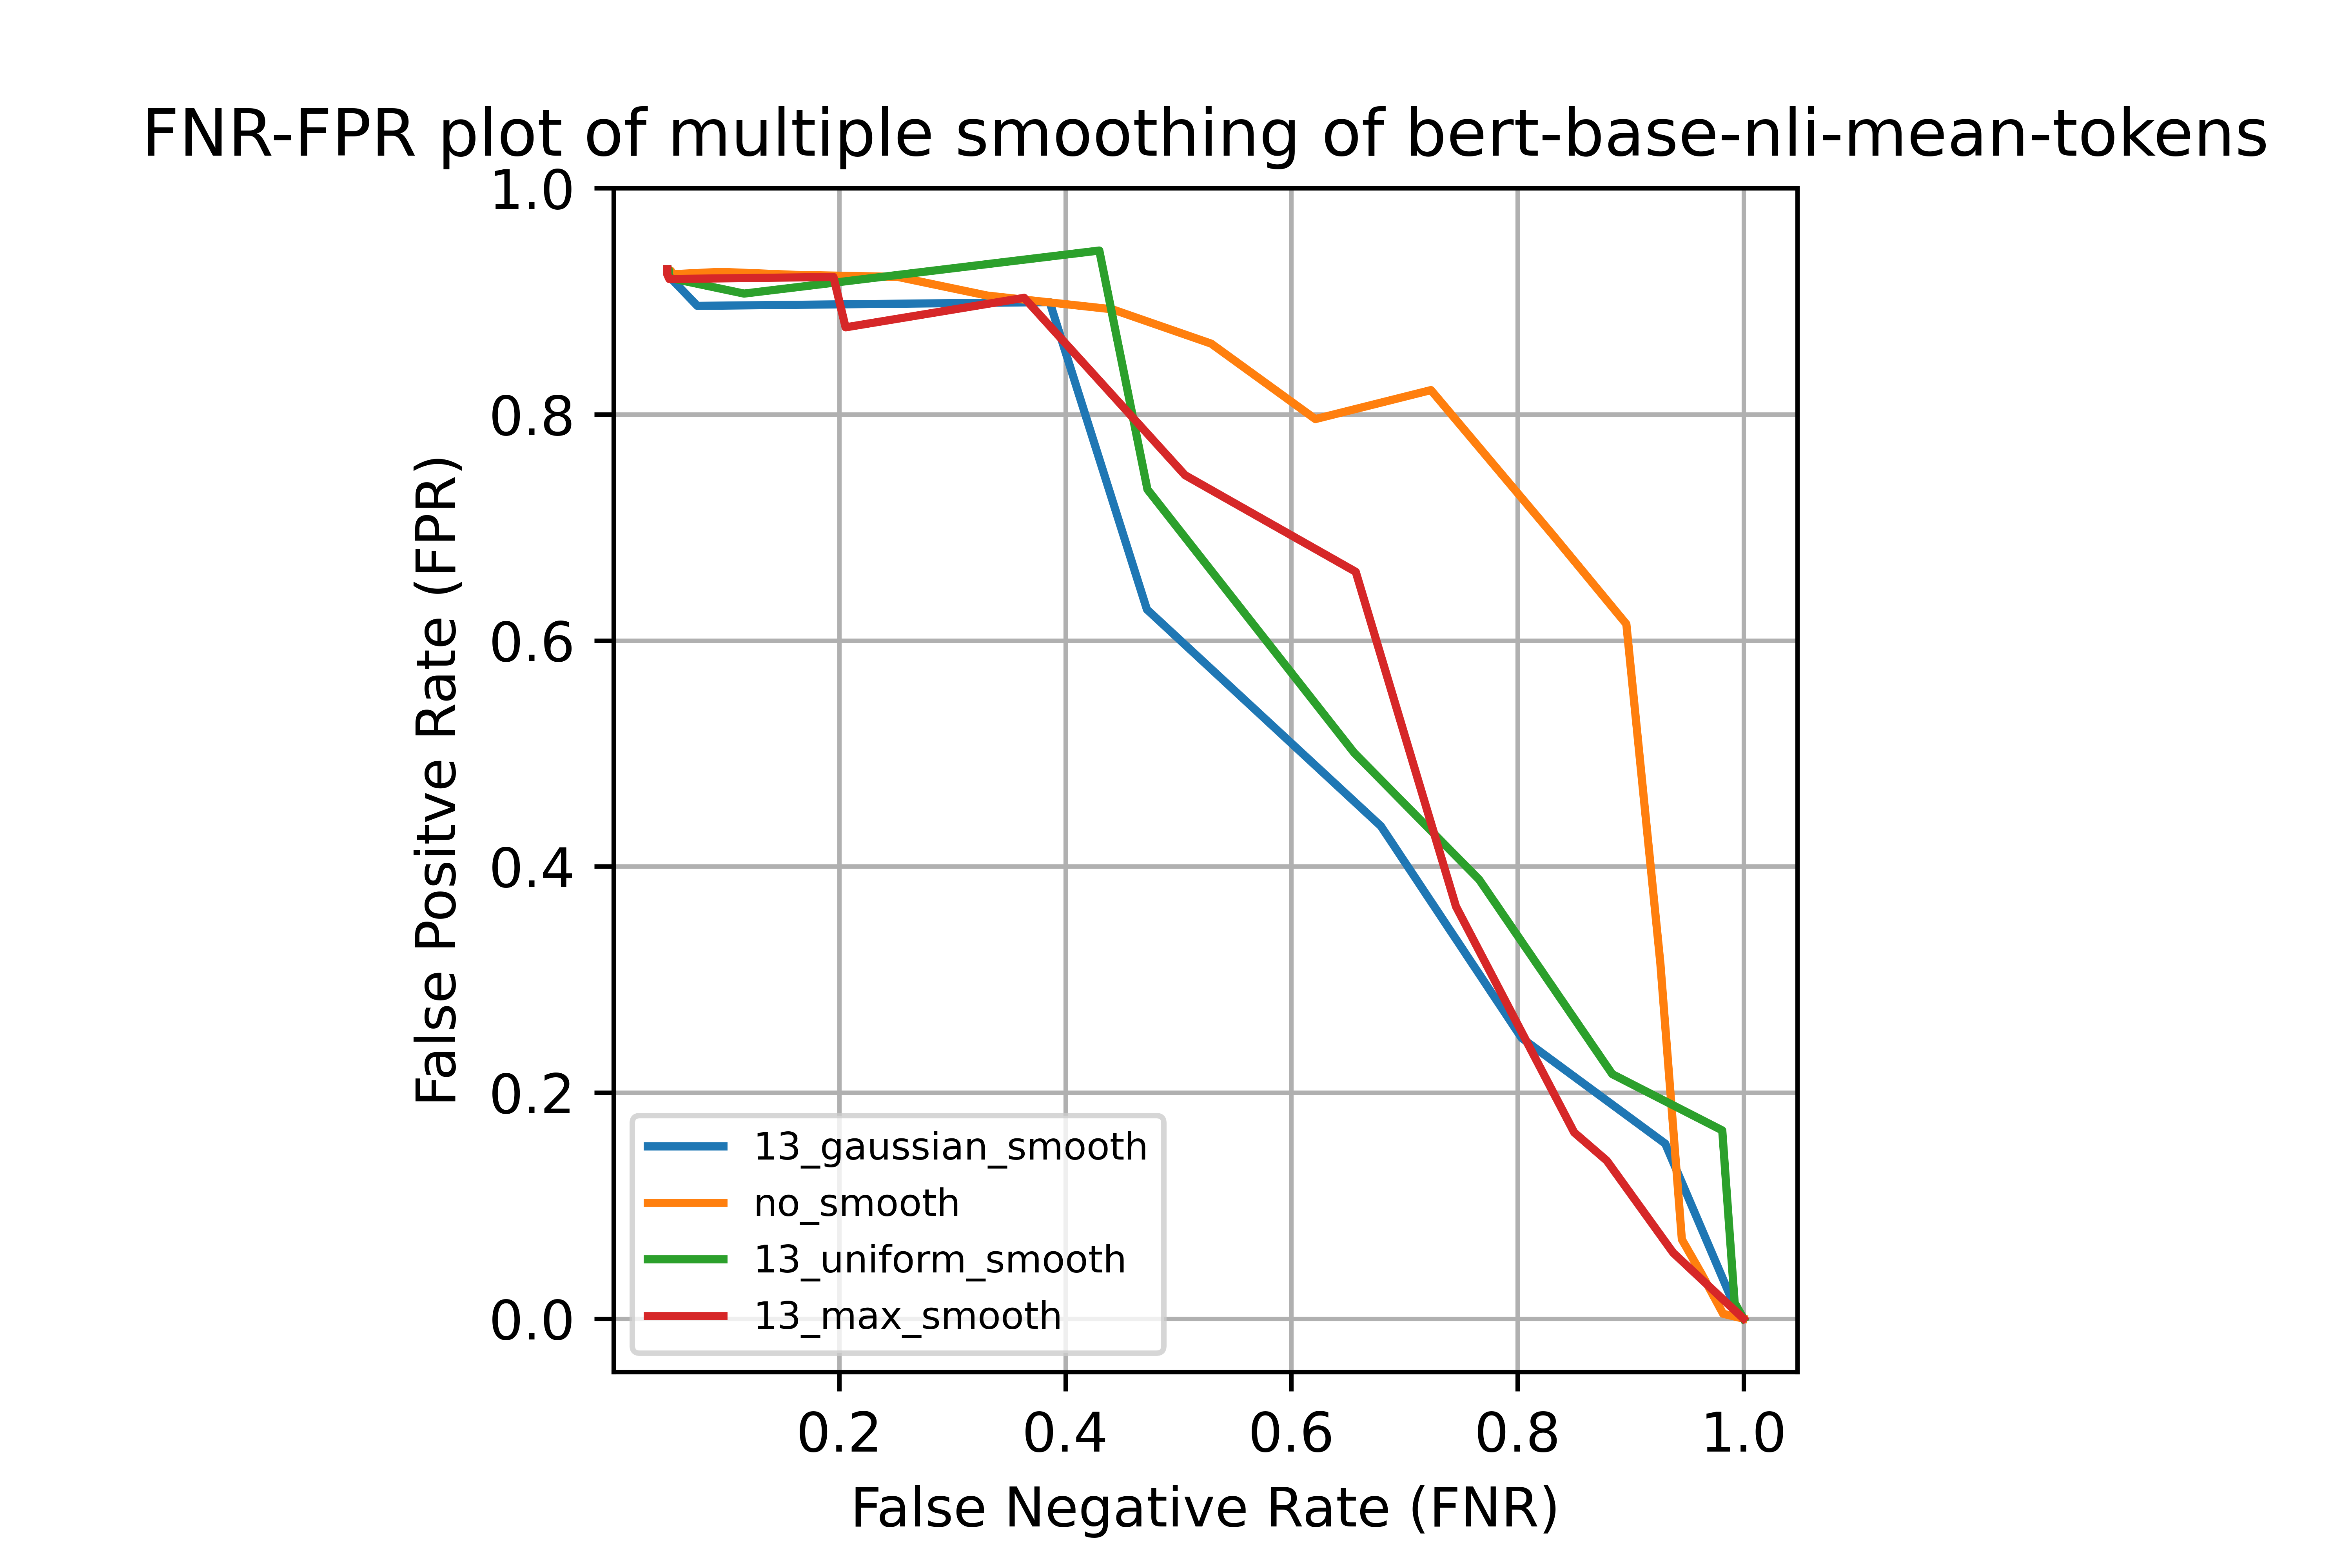 FNR-FPR plot of multiple smoothing of bert-base-nli-mean-tokens
1.0
0.8
0.6
0.4
0.2
0.0
False Positve Rate (FPR)
13_gaussian_smooth
no_smooth
13_uniform_smooth
13_max_smooth
0.2 0.4 0.6 0.8 1.0
False Negative Rate (FNR)